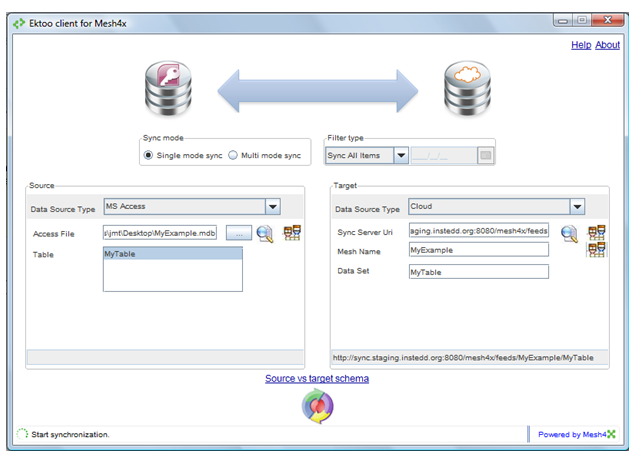 Ektoo client for Mesh4x
Help About
Sync mode
Single mode sync Multi mode sync
Filter type
Sync All Items __/__/__
Source
Data Source Type MS Access
Access File s\jmt\Desktop\MyExample.mdb ...
Table MyTable
Target
Data Source Type Cloud
Sync Server Uri aging.instedd.org:8080/mesh4x/feeds
Mesh Name MyExample
Data Set MyTable
http://sync.staging.instedd.org:8080/mesh4x/feeds/MyExample/MyTable
Source vs target schema
Start synchronization.
Powered by Mesh4X